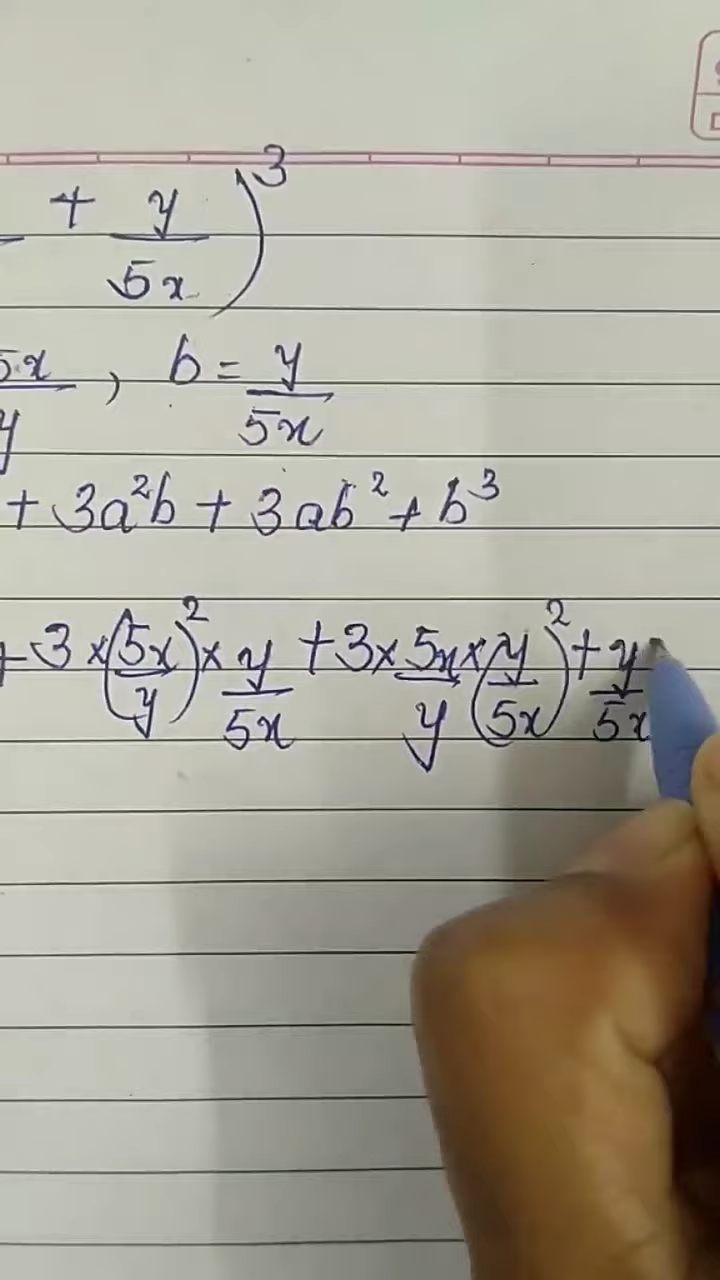 + y/5x)³
5x/y, b = y/5x
+ 3a²b + 3ab² + b³
+ 3 × (5x/y)² × y/5x + 3 × 5x/y × (y/5x)² + y/5x